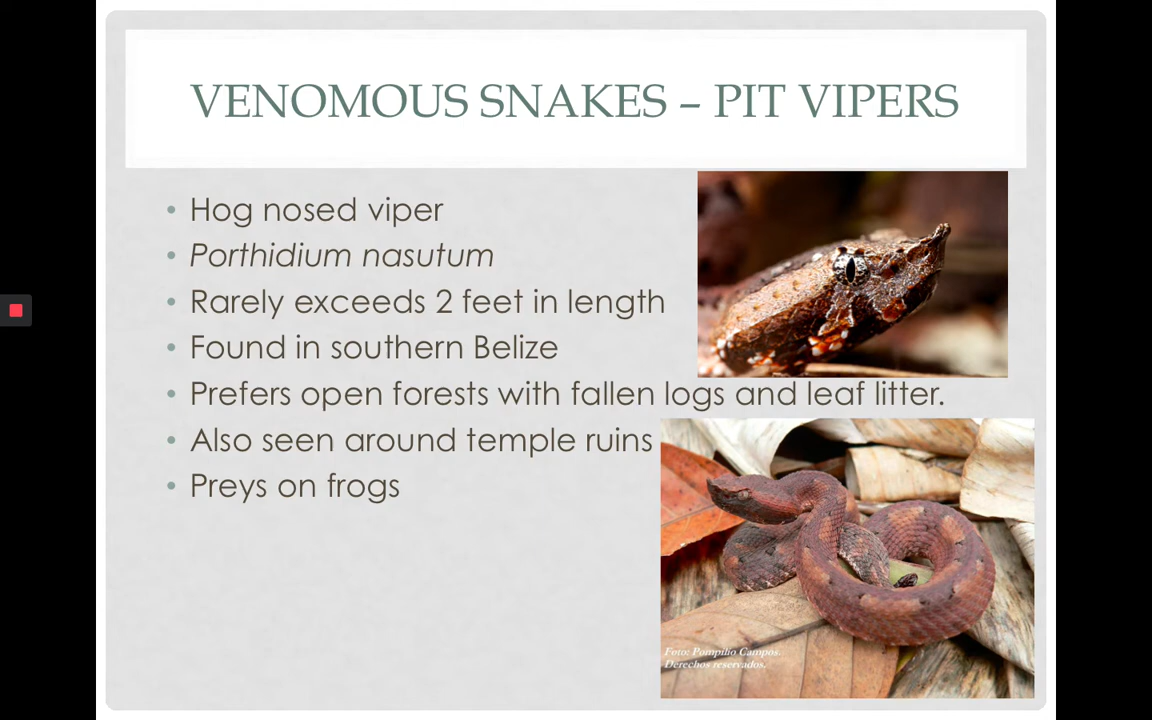 VENOMOUS SNAKES – PIT VIPERS
Hog nosed viper
Porthidium nasutum
Rarely exceeds 2 feet in length
Found in southern Belize
Prefers open forests with fallen logs and leaf litter.
Also seen around temple ruins
Preys on frogs
Foto: Pompilio Campos.
Derechos reservados.